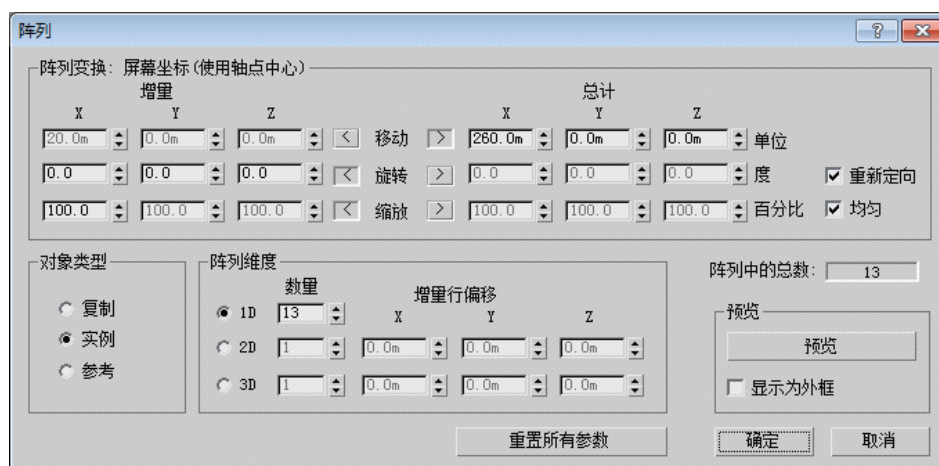 阵列
阵列变换: 屏幕坐标(使用轴点中心)
增量 总计
X Y Z X Y Z
20.0m 0.0m 0.0m < 移动 > 260.0m 0.0m 0.0m 单位
0.0 0.0 0.0 < 旋转 > 0.0 0.0 0.0 度 重新定向
100.0 100.0 100.0 < 缩放 > 100.0 100.0 100.0 百分比 均匀
对象类型
复制
实例
参考
阵列维度
数量 增量行偏移
X Y Z
1D 13
2D 1 0.0m 0.0m 0.0m
3D 1 0.0m 0.0m 0.0m
阵列中的总数: 13
预览
预览
显示为外框
重置所有参数 确定 取消